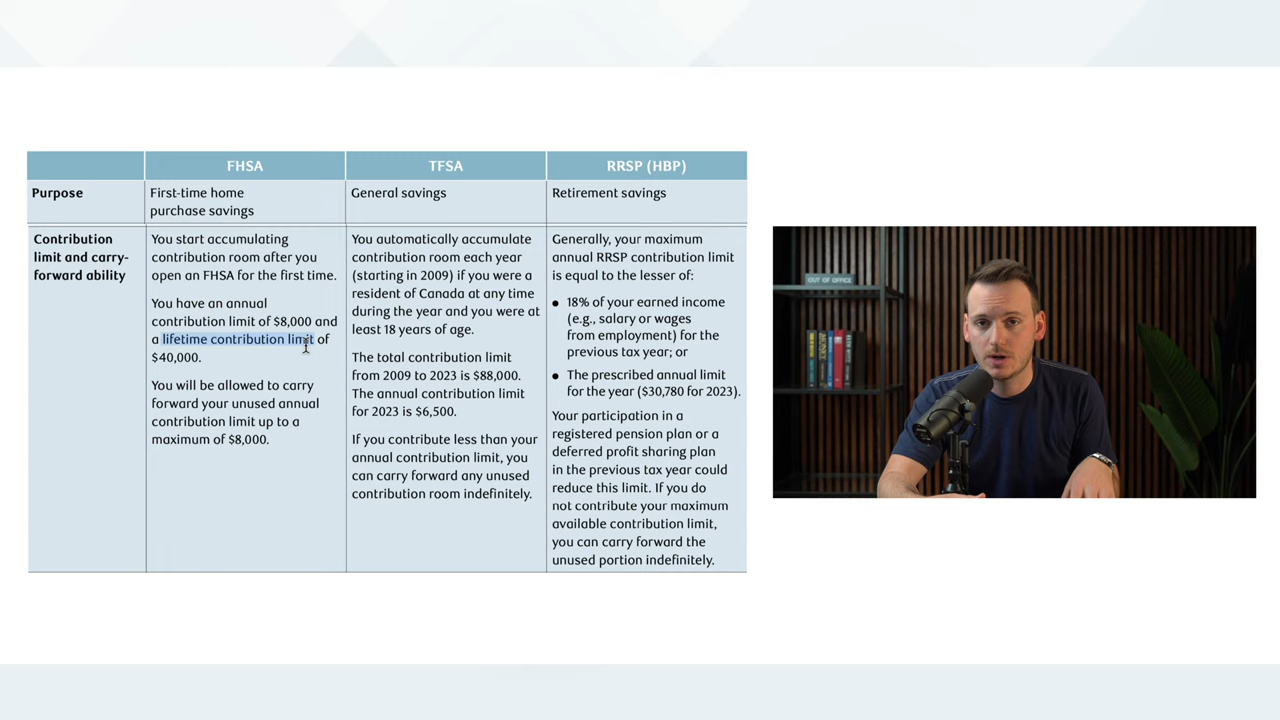 FHSA
TFSA
RRSP (HBP)
Purpose
First-time home
purchase savings
General savings
Retirement savings
Contribution
limit and carry-
forward ability
You start accumulating
contribution room after you
open an FHSA for the first time.
You have an annual
contribution limit of $8,000 and
a lifetime contribution limit of
$40,000.
You will be allowed to carry
forward your unused annual
contribution limit up to a
maximum of $8,000.
You automatically accumulate
contribution room each year
(starting in 2009) if you were a
resident of Canada at any time
during the year and you were at
least 18 years of age.
The total contribution limit
from 2009 to 2023 is $88,000.
The annual contribution limit
for 2023 is $6,500.
If you contribute less than your
annual contribution limit, you
can carry forward any unused
contribution room indefinitely.
Generally, your maximum
annual RRSP contribution limit
is equal to the lesser of:
● 18% of your earned income
(e.g., salary or wages
from employment) for the
previous tax year; or
● The prescribed annual limit
for the year ($30,780 for 2023).
Your participation in a
registered pension plan or a
deferred profit sharing plan
in the previous tax year could
reduce this limit. If you do
not contribute your maximum
available contribution limit,
you can carry forward the
unused portion indefinitely.
OUT OF OFFICE